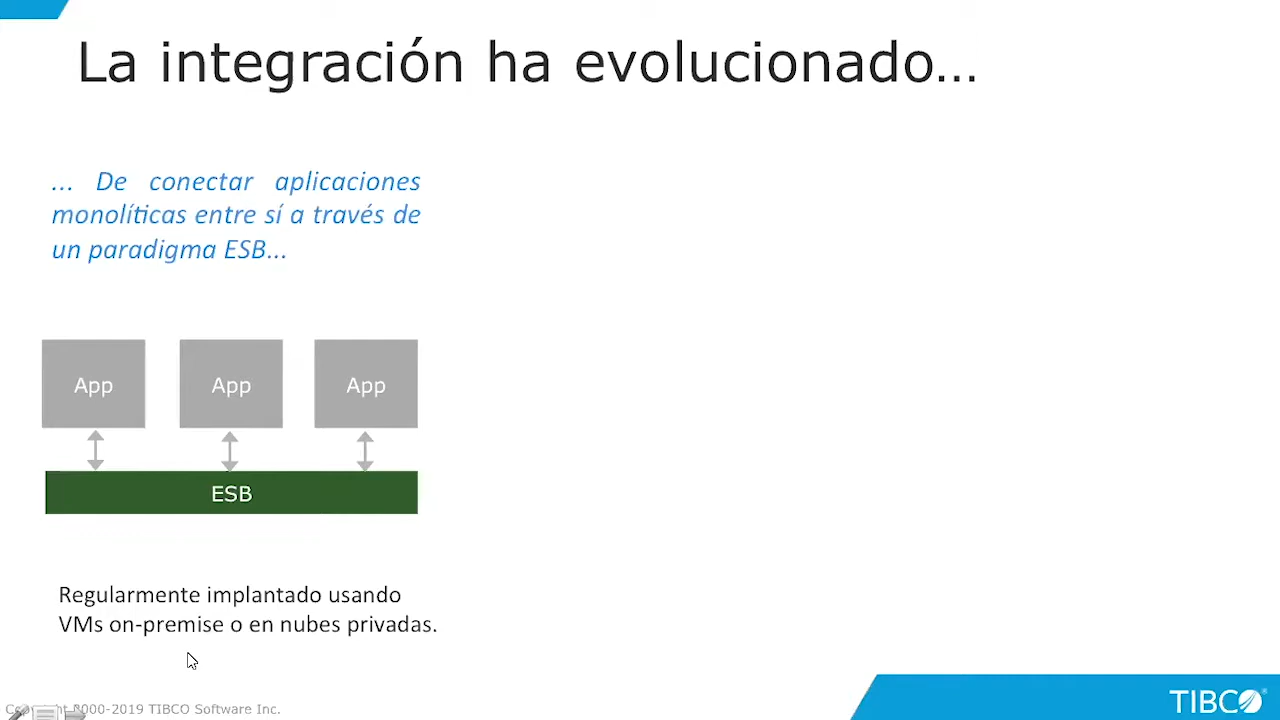 La integración ha evolucionado...
... De conectar aplicaciones
monolíticas entre sí a través de
un paradigma ESB...
App App App
ESB
Regularmente implantado usando
VMs on-premise o en nubes privadas.
2000-2019 TIBCO Software Inc.
TIBCO